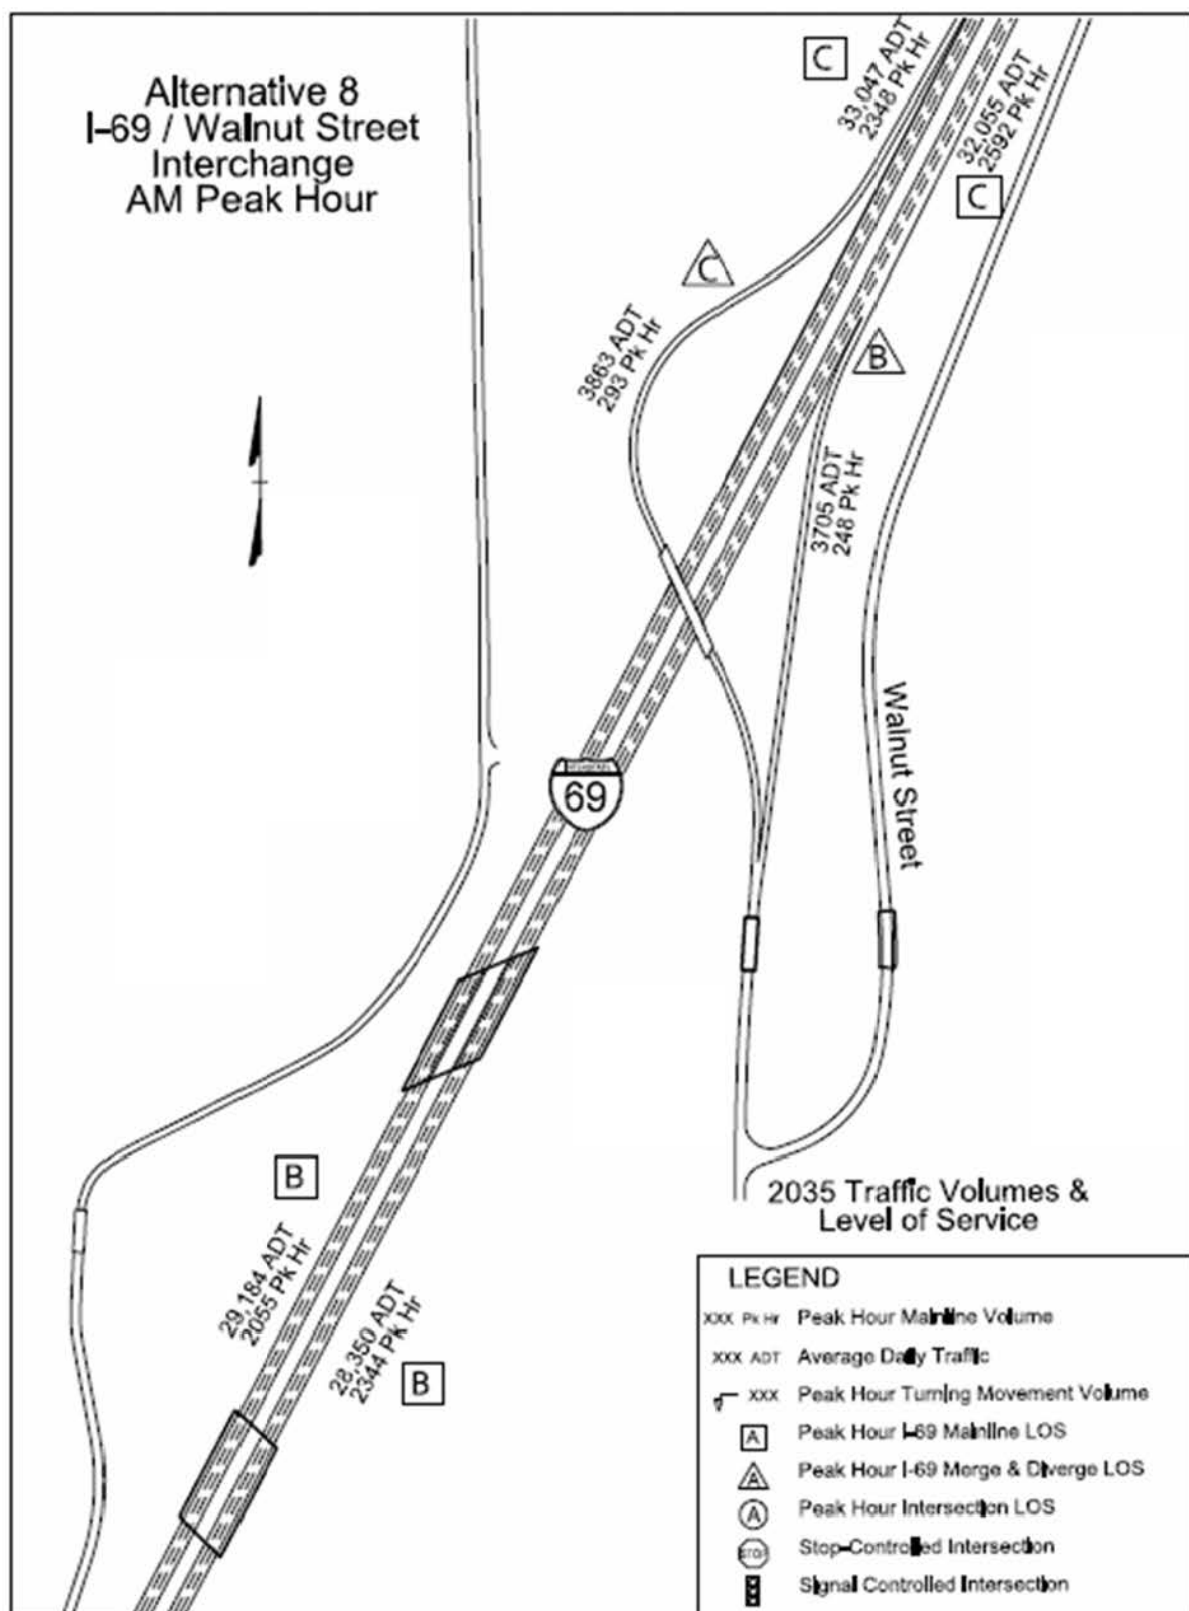 Alternative 8
I-69 / Walnut Street
Interchange
AM Peak Hour
C
33,047 ADT
2348 Pk Hr
32,055 ADT
2592 Pk Hr
C
C
3863 ADT
293 Pk Hr
B
3705 ADT
248 Pk Hr
Walnut Street
69
B
29,184 ADT
2055 Pk Hr
28,350 ADT
2344 Pk Hr
B
2035 Traffic Volumes &
Level of Service
LEGEND
XXX Pk Hr Peak Hour Mainline Volume
XXX ADT Average Daily Traffic
XXX Peak Hour Turning Movement Volume
A Peak Hour I-69 Mainline LOS
A Peak Hour I-69 Merge & Diverge LOS
A Peak Hour Intersection LOS
STOP Stop-Controlled Intersection
Signal Controlled Intersection